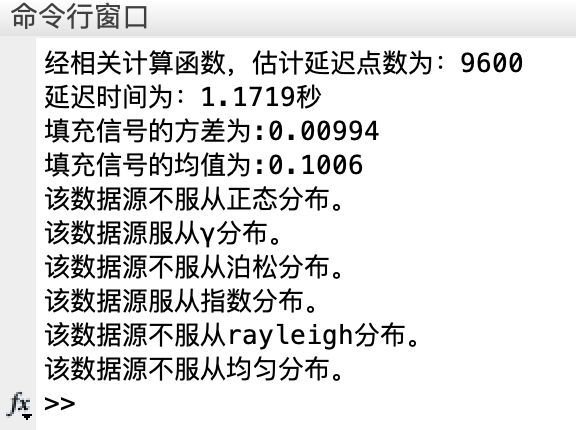 命令行窗口
经相关计算函数，估计延迟点数为：9600
延迟时间为：1.1719秒
填充信号的方差为:0.00994
填充信号的均值为:0.1006
该数据源不服从正态分布。
该数据源服从γ分布。
该数据源不服从泊松分布。
该数据源服从指数分布。
该数据源不服从rayleigh分布。
该数据源不服从均匀分布。
fx >>